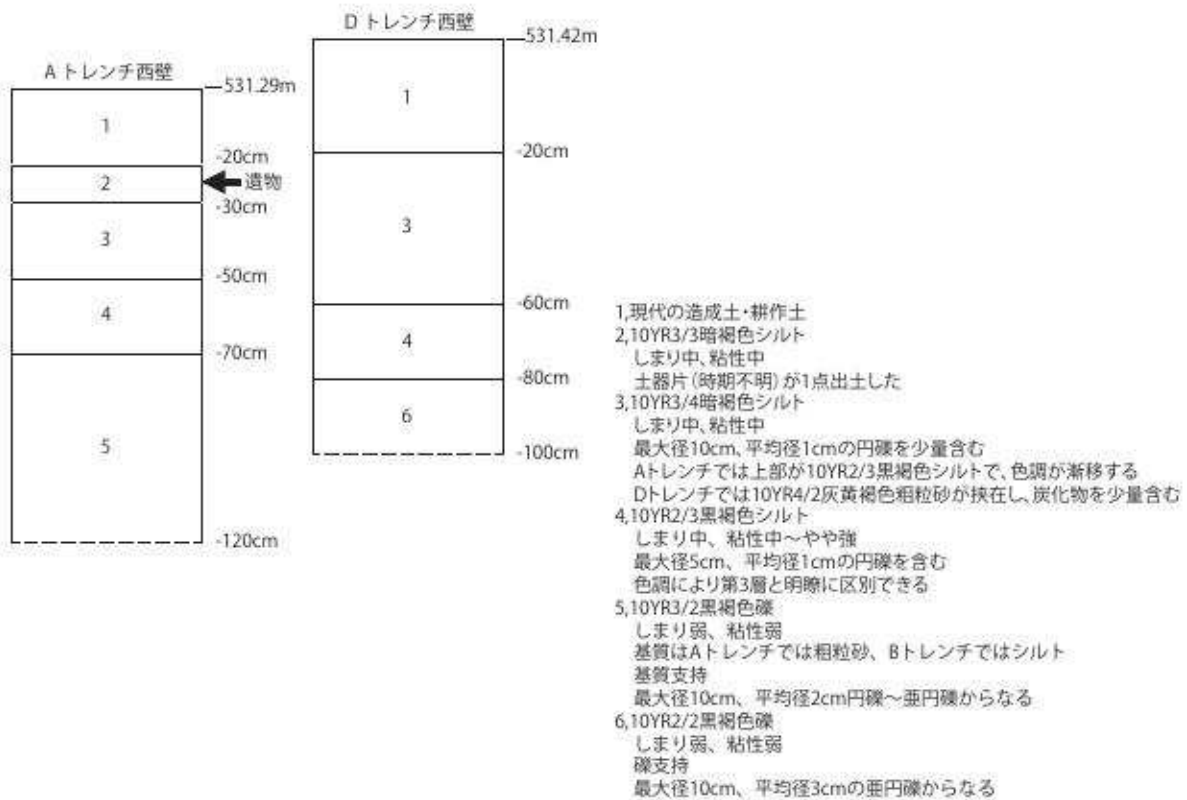 Aトレンチ西壁
531.29m
1
-20cm
2
遺物
-30cm
3
-50cm
4
-70cm
5
-120cm
Dトレンチ西壁
531.42m
1
-20cm
3
-60cm
4
-80cm
6
-100cm
1,現代の造成土・耕作土
2,10YR3/3暗褐色シルト
しまり中、粘性中
土器片(時期不明)が1点出土した
3,10YR3/4暗褐色シルト
しまり中、粘性中
最大径10cm、平均径1cmの円礫を少量含む
Aトレンチでは上部が10YR2/3黒褐色シルトで、色調が漸移する
Dトレンチでは10YR4/2灰黄褐色粗粒砂が挟在し、炭化物を少量含む
4,10YR2/3黒褐色シルト
しまり中、粘性中～やや強
最大径5cm、平均径1cmの円礫を含む
色調により第3層と明瞭に区別できる
5,10YR3/2黒褐色礫
しまり弱、粘性弱
基質はAトレンチでは粗粒砂、Bトレンチではシルト
基質支持
最大径10cm、平均径2cm円礫～亜円礫からなる
6,10YR2/2黒褐色礫
しまり弱、粘性弱
礫支持
最大径10cm、平均径3cmの亜円礫からなる